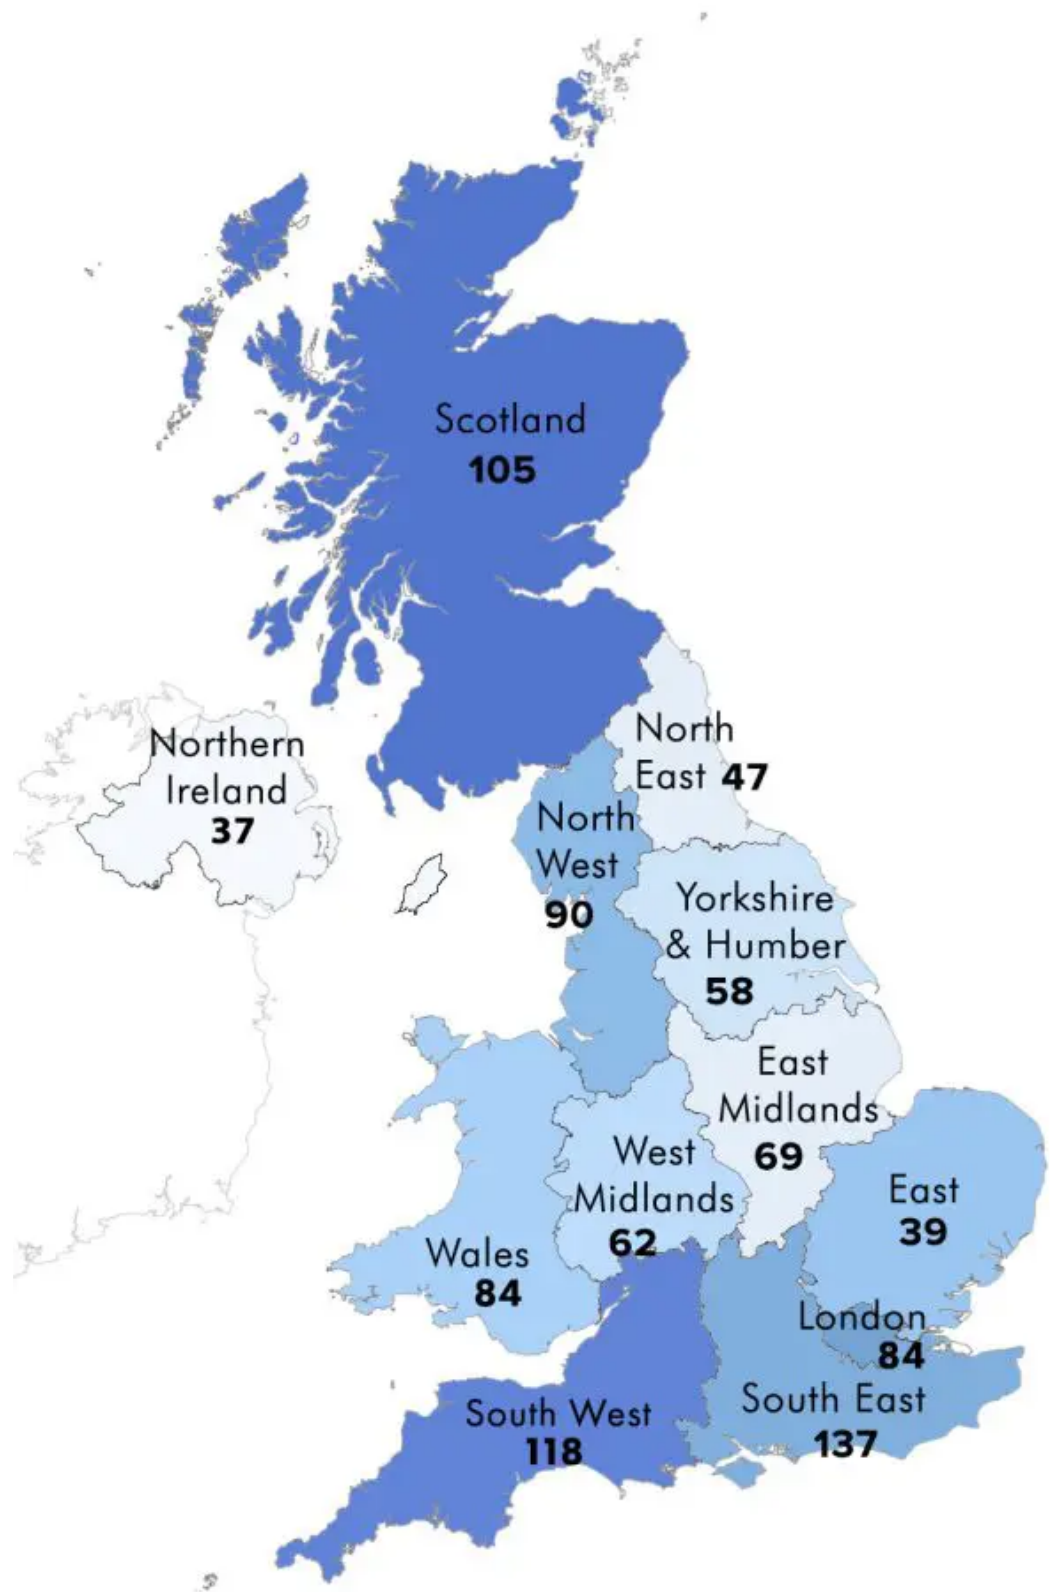 Scotland
105
Northern
Ireland
37
North
East 47
North
West
90
Yorkshire
& Humber
58
East
Midlands
69
West
Midlands
62
East
39
Wales
84
London
84
South East
137
South West
118